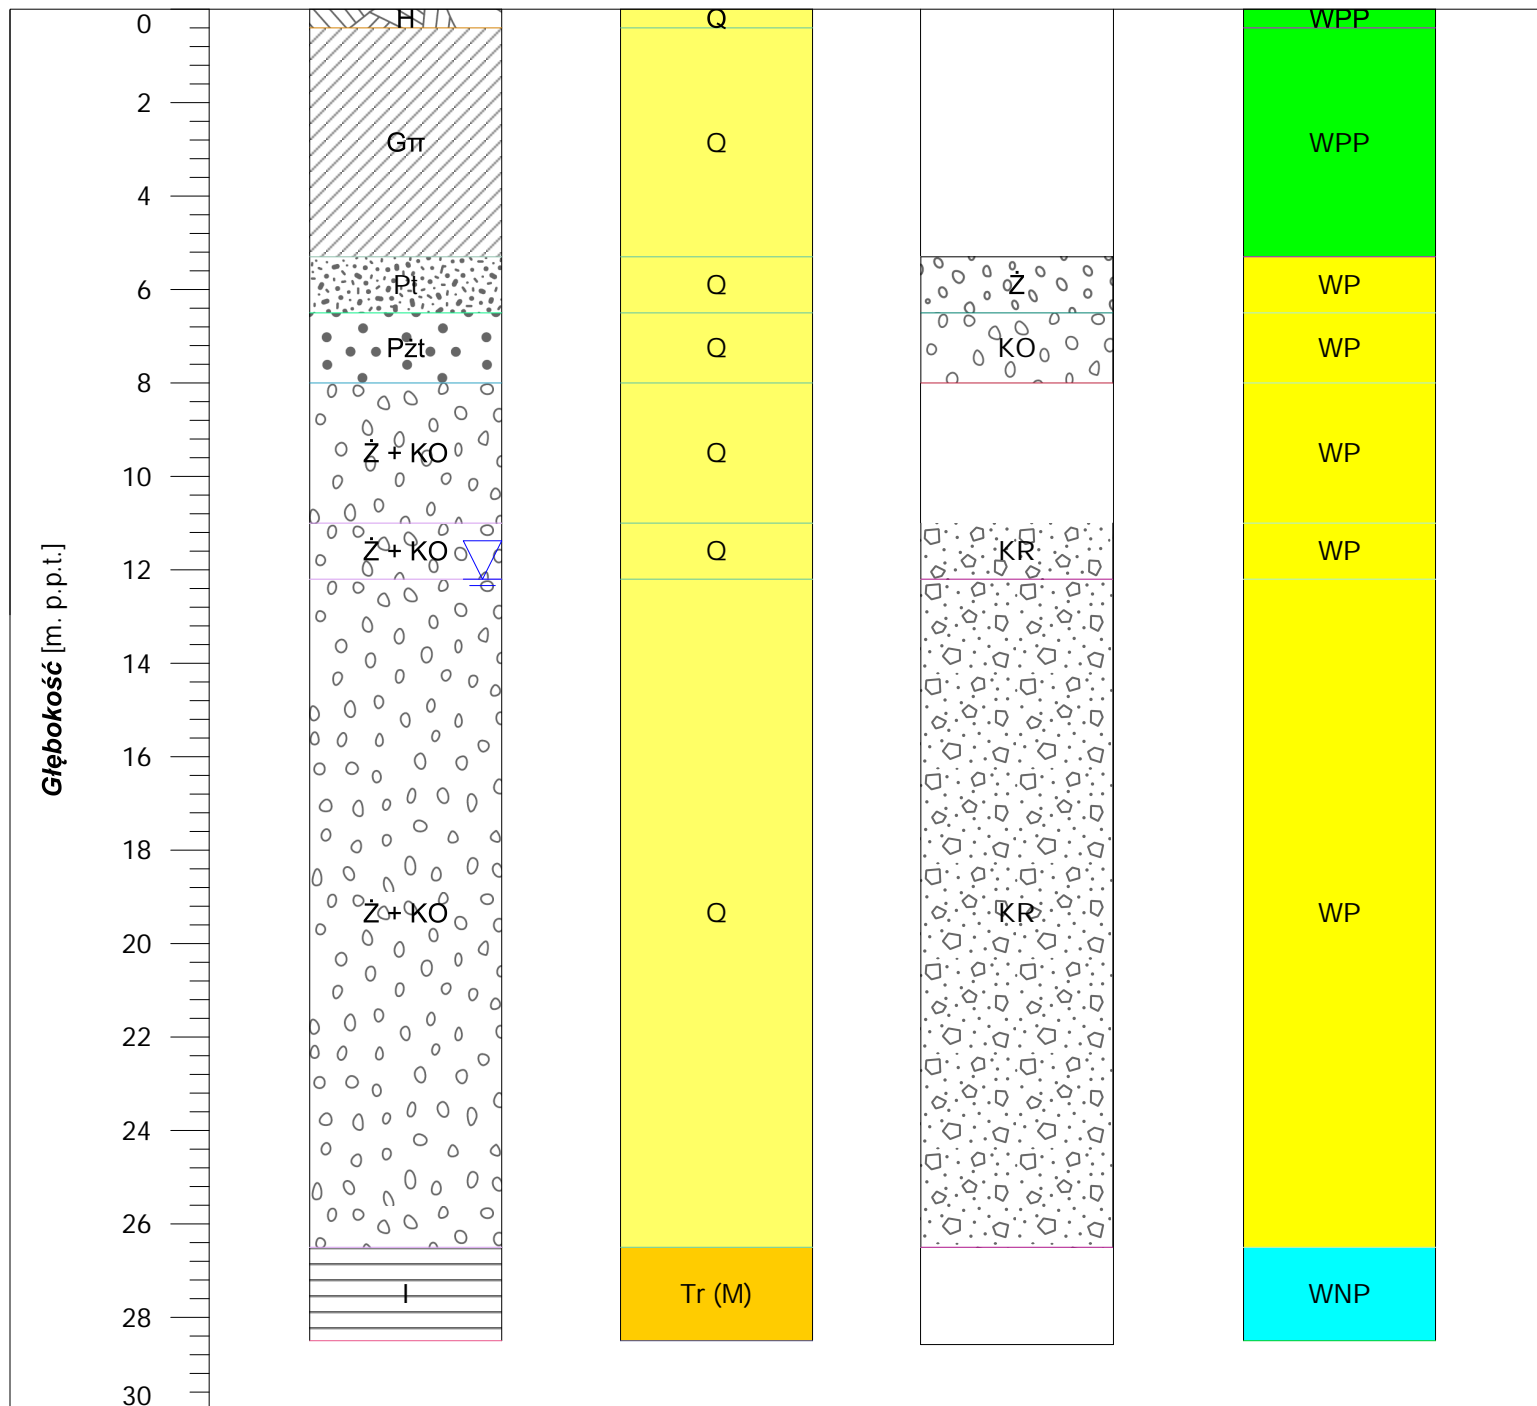 0 H Q WPP
2
Gπ Q WPP
4
6 Pt Q Ż WP
Pżt Q KO WP
8
Ż + KO Q WP
10
Ż + KO Q KR WP
12
14
Głębokość [m. p.p.t.]
16
18
Ż + KO Q KR WP
20
22
24
26
I Tr (M) WNP
28
30